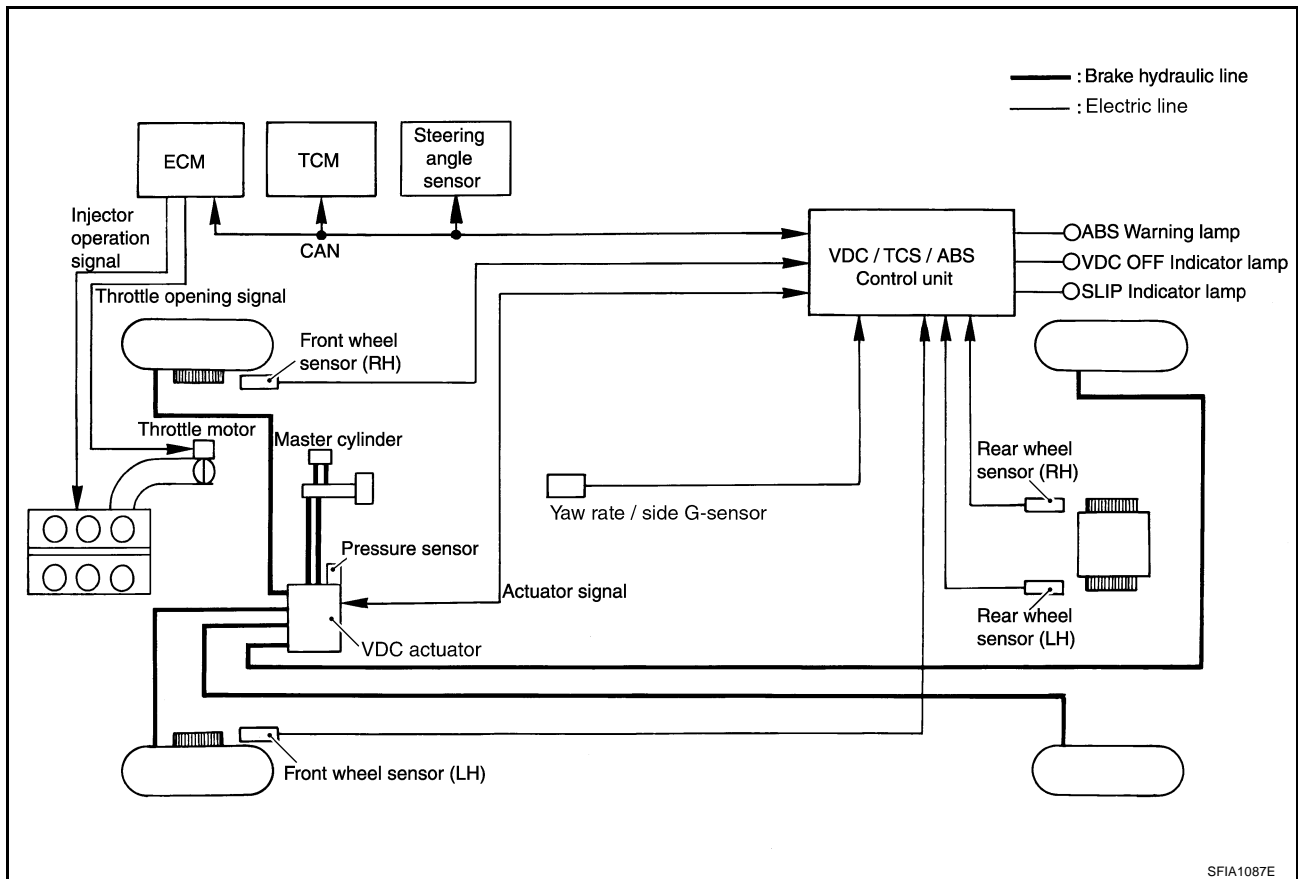 : Brake hydraulic line
: Electric line
ECM
TCM
Steering
angle
sensor
Injector
operation
signal
CAN
VDC / TCS / ABS
Control unit
ABS Warning lamp
VDC OFF Indicator lamp
SLIP Indicator lamp
Throttle opening signal
Front wheel
sensor (RH)
Throttle motor
Master cylinder
Rear wheel
sensor (RH)
Yaw rate / side G-sensor
Pressure sensor
Actuator signal
Rear wheel
sensor (LH)
VDC actuator
Front wheel sensor (LH)
SFIA1087E